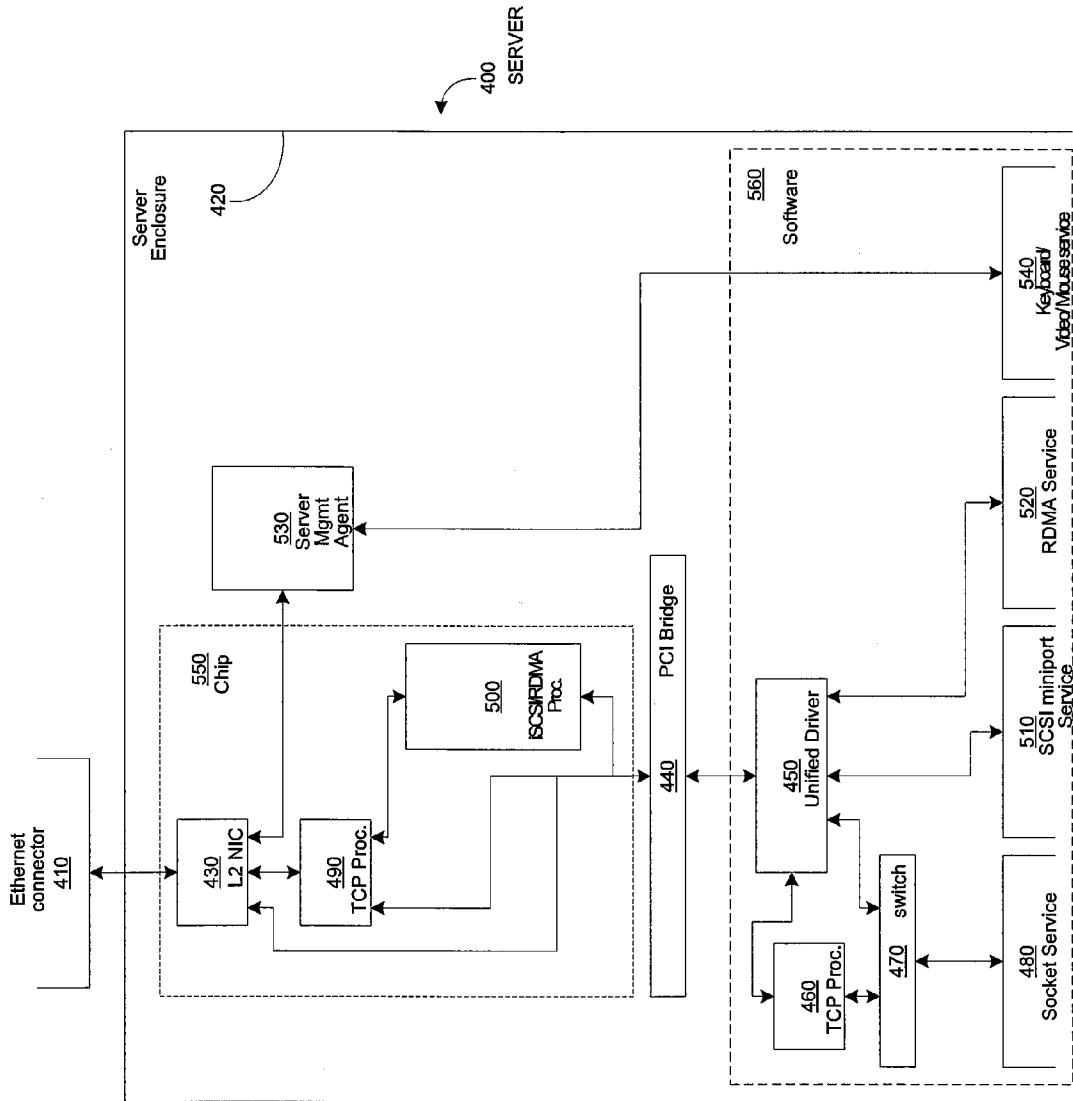 400
SERVER
Ethernet
connector
410
Server
Enclosure
420
550
Chip
430
L2 NIC
490
TCP Proc.
500
iSCSI/RDMA
Proc.
530
Server
Mgmt
Agent
440
PCI Bridge
560
Software
450
Unified Driver
460
TCP Proc.
470
switch
480
Socket Service
510
SCSI miniport
Service
520
RDMA Service
540
Keyboard/
Video/Mouse service